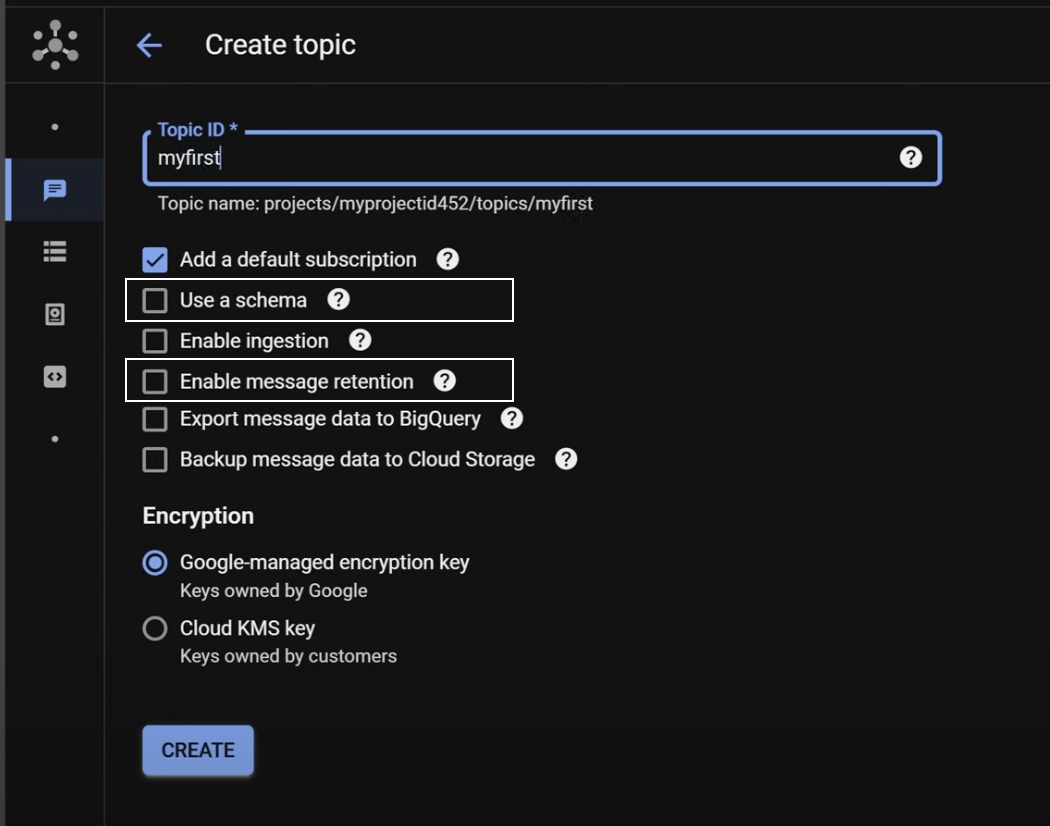 Create topic
Topic ID *
myfirst
Topic name: projects/myprojectid452/topics/myfirst
Add a default subscription
Use a schema
Enable ingestion
Enable message retention
Export message data to BigQuery
Backup message data to Cloud Storage
Encryption
Google-managed encryption key
Keys owned by Google
Cloud KMS key
Keys owned by customers
CREATE